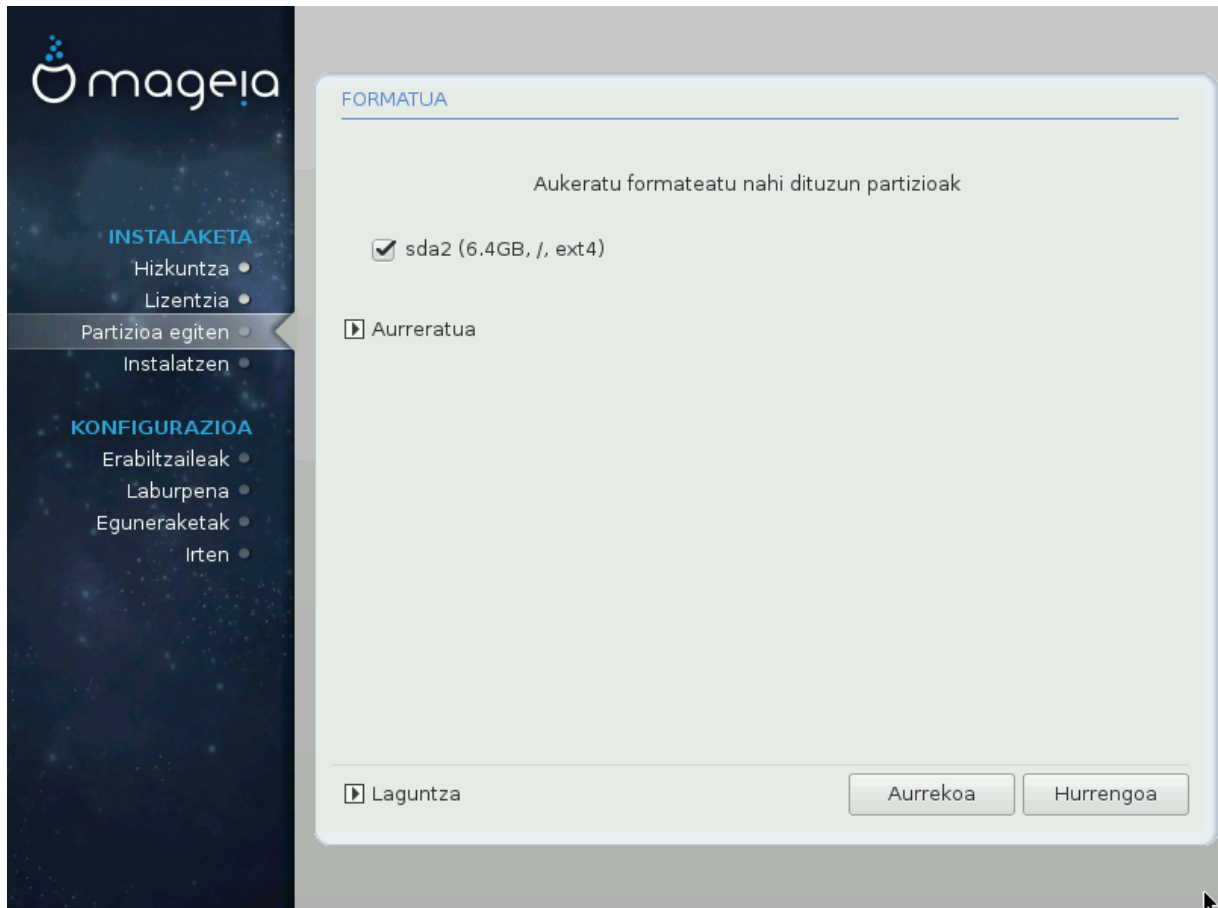 mageia
INSTALAKETA
Hizkuntza
Lizentzia
Partizioa egiten
Instalatzen
KONFIGURAZIOA
Erabiltzaileak
Laburpena
Eguneraketak
Irten
FORMATUA
Aukeratu formateatu nahi dituzun partizioak
sda2 (6.4GB, /, ext4)
Aurreratua
Laguntza
Aurrekoa
Hurrengoa